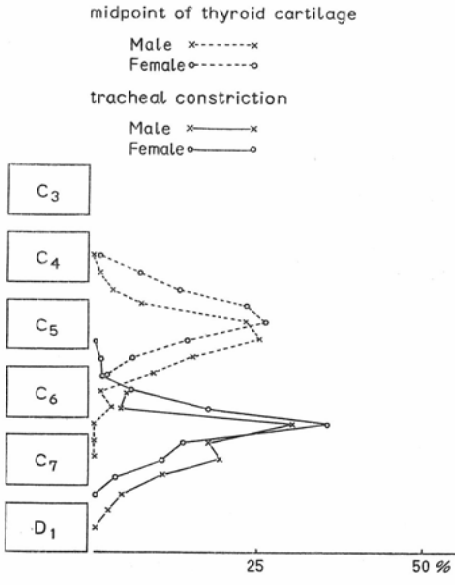 midpoint of thyroid cartilage
Male
Female
tracheal constriction
Male
Female
C3
C4
C5
C6
C7
D1
25
50 %